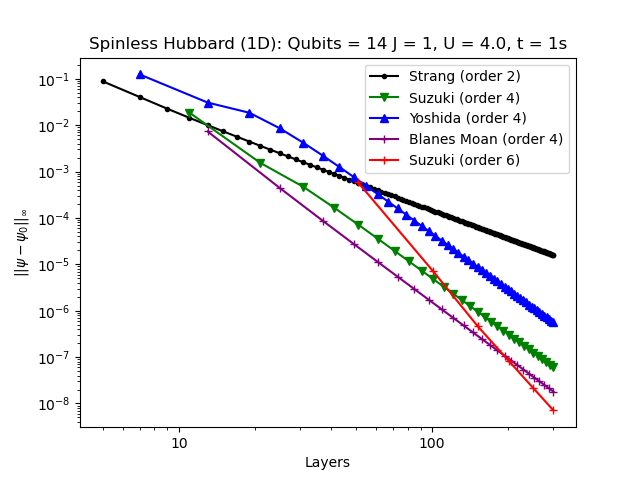 Spinless Hubbard (1D): Qubits = 14 J = 1, U = 4.0, t = 1s
Strang (order 2)
Suzuki (order 4)
Yoshida (order 4)
Blanes Moan (order 4)
Suzuki (order 6)
10⁻¹
10⁻²
10⁻³
10⁻⁴
10⁻⁵
10⁻⁶
10⁻⁷
10⁻⁸
||ψ − ψ₀||∞
10
100
Layers